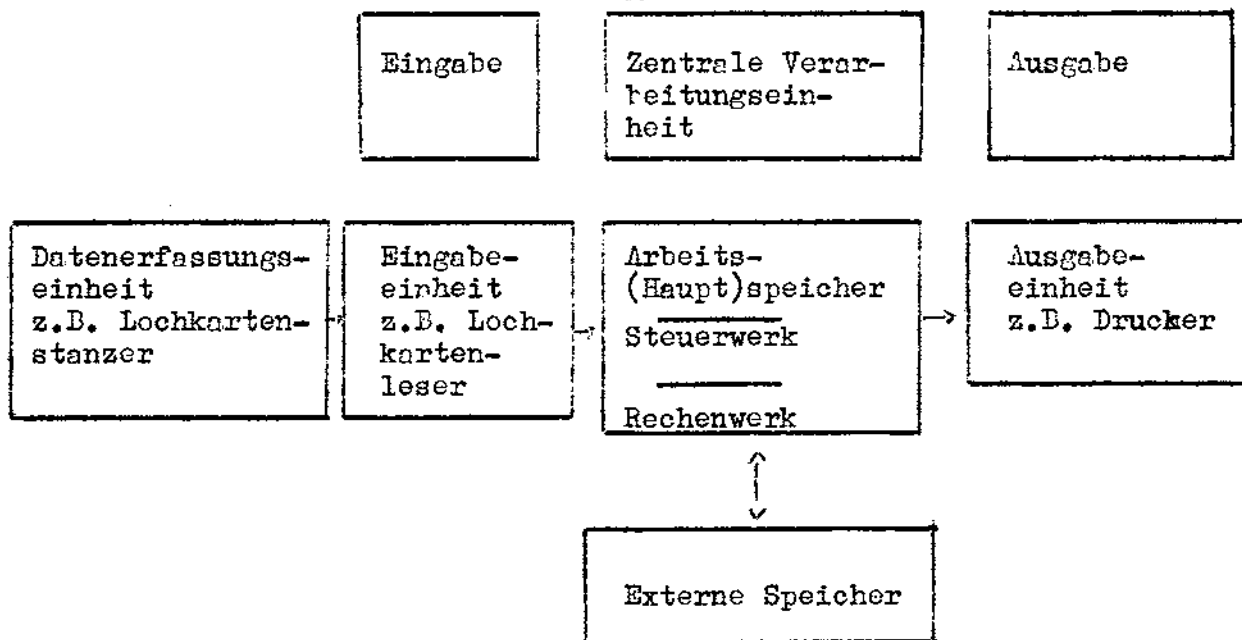 Eingabe
Zentrale Verar-
beitungsein-
heit
Ausgabe
Datenerfassungs-
einheit
z.B. Lochkarten-
stanzer
Eingabe-
einheit
z.B. Loch-
karten-
leser
Arbeits-
(Haupt)speicher
Steuerwerk
Rechenwerk
Ausgabe-
einheit
z.B. Drucker
Externe Speicher